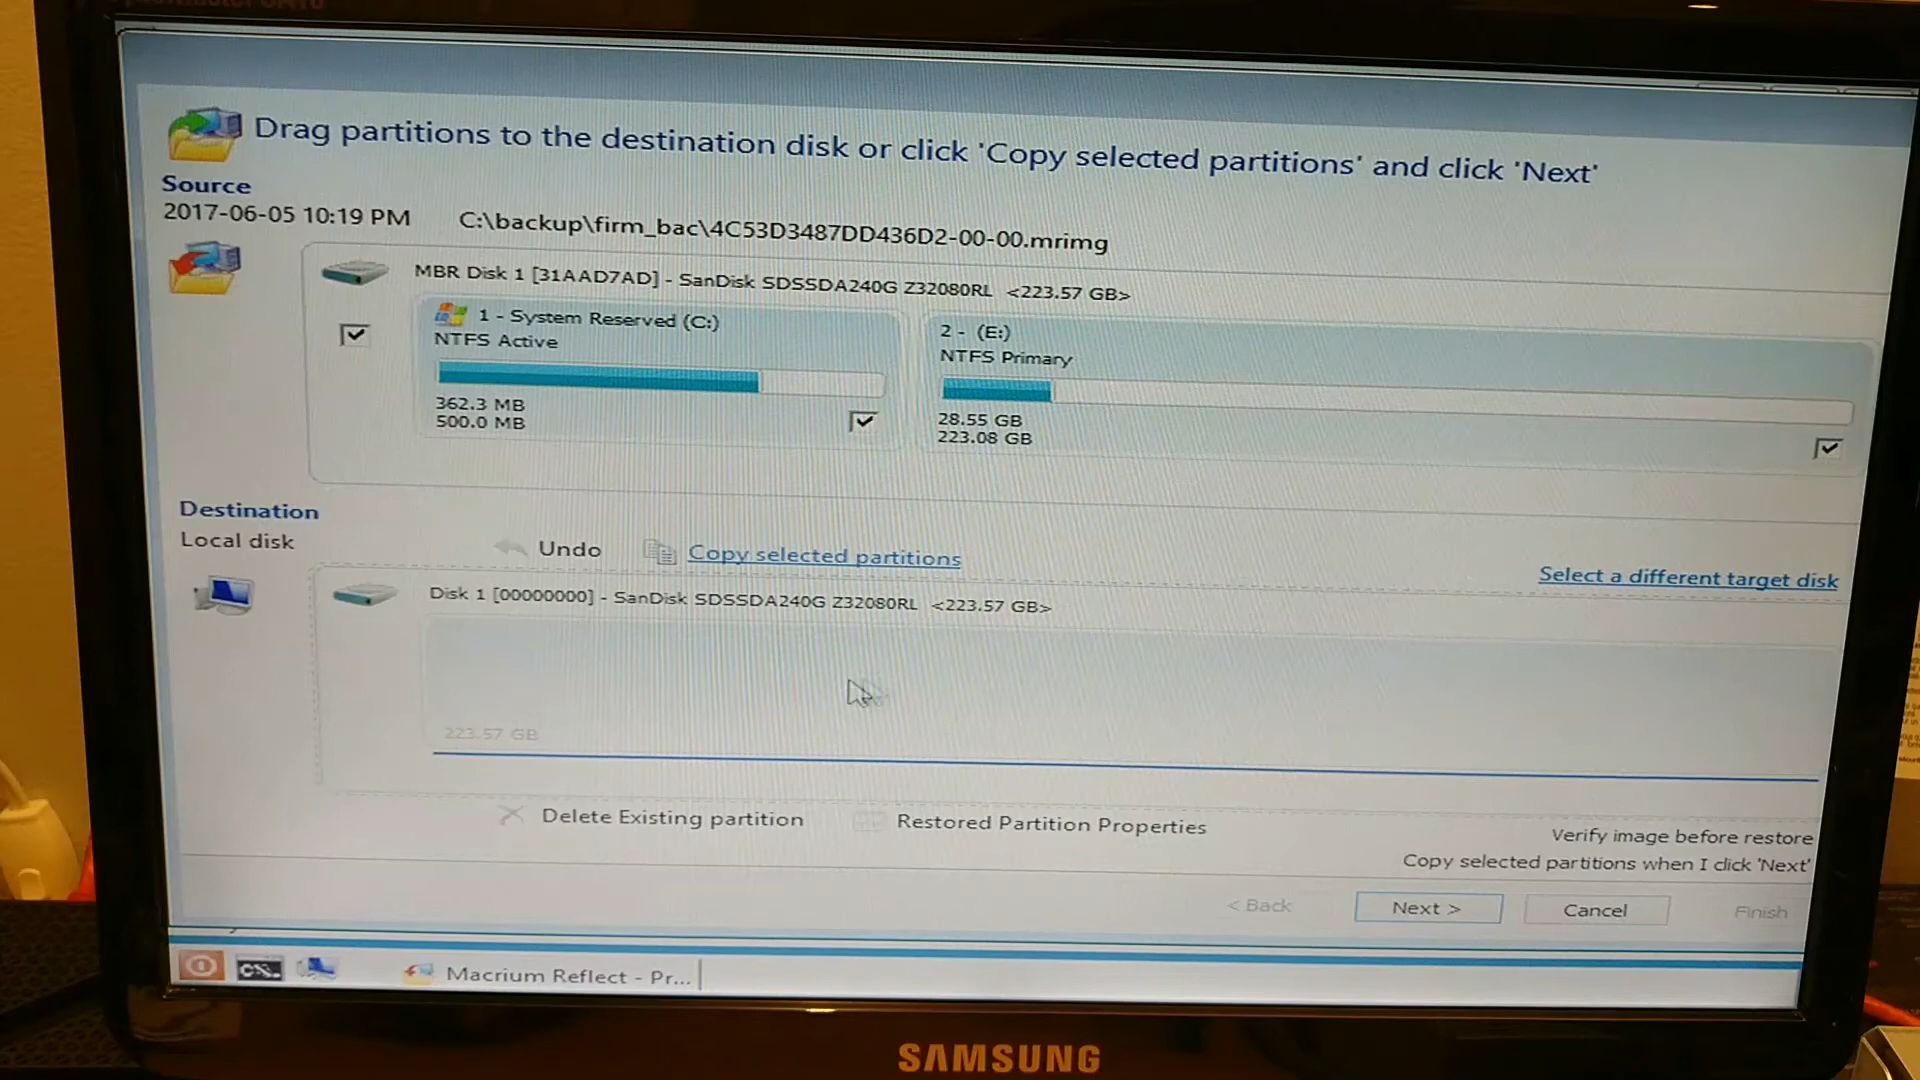 Drag partitions to the destination disk or click 'Copy selected partitions' and click 'Next'
Source
2017-06-05 10:19 PM C:\backup\firm_bac\4C53D3487DD436D2-00-00.mrimg
MBR Disk 1 [31AAD7AD] - SanDisk SDSSDA240G Z32080RL <223.57 GB>
1 - System Reserved (C:)
NTFS Active
362.3 MB
500.0 MB
2 - (E:)
NTFS Primary
28.55 GB
223.08 GB
Destination
Local disk
Undo Copy selected partitions Select a different target disk
Disk 1 [00000000] - SanDisk SDSSDA240G Z32080RL <223.57 GB>
223.57 GB
Delete Existing partition Restored Partition Properties
Verify image before restore
Copy selected partitions when I click 'Next'
< Back Next > Cancel Finish
Macrium Reflect - Pr...
SAMSUNG